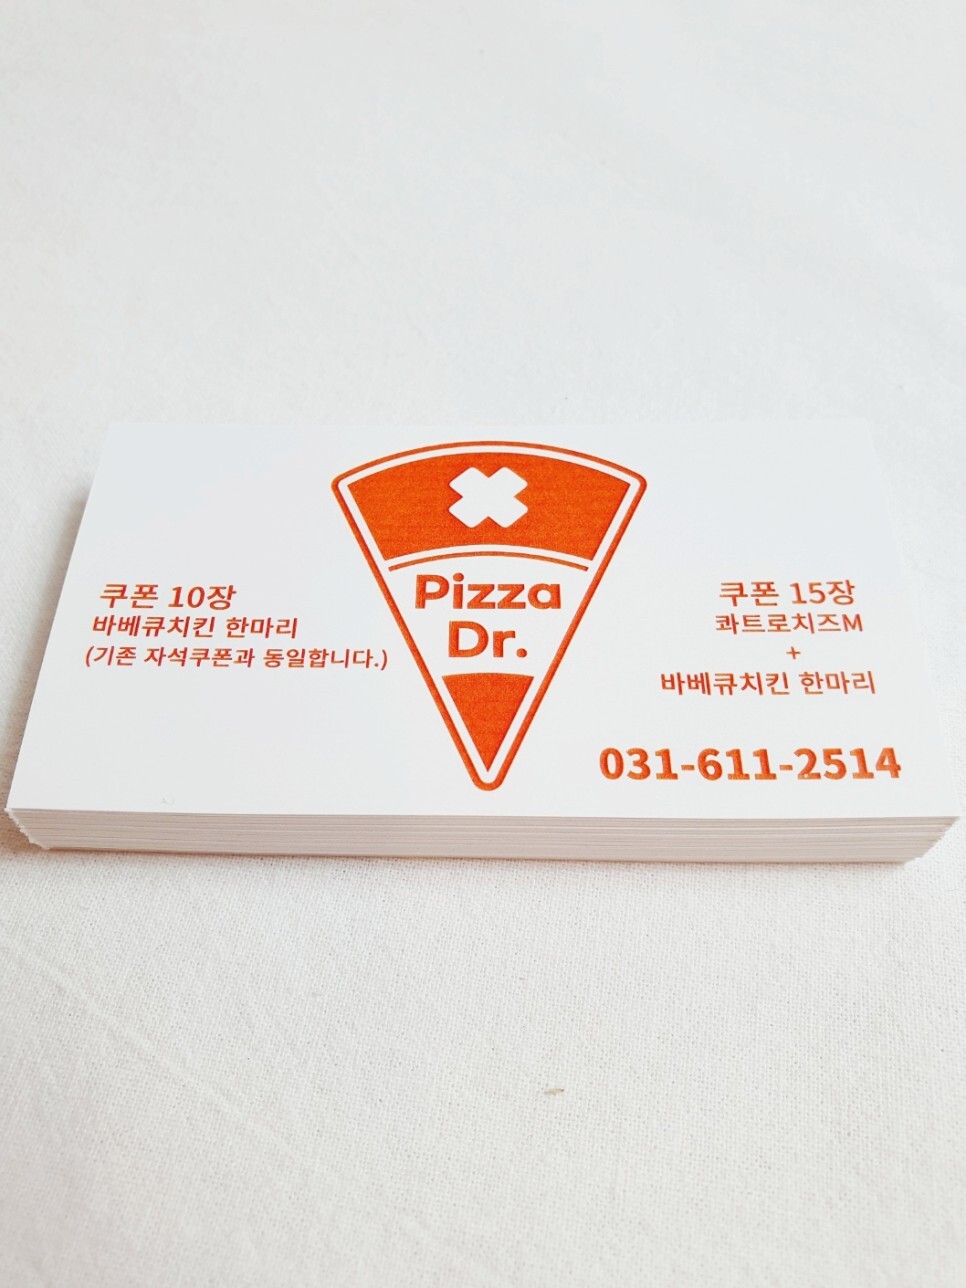 쿠폰 10장
바베큐치킨 한마리
(기존 자석쿠폰과 동일합니다.)
Pizza
Dr.
쿠폰 15장
콰트로치즈M
+
바베큐치킨 한마리
031-611-2514